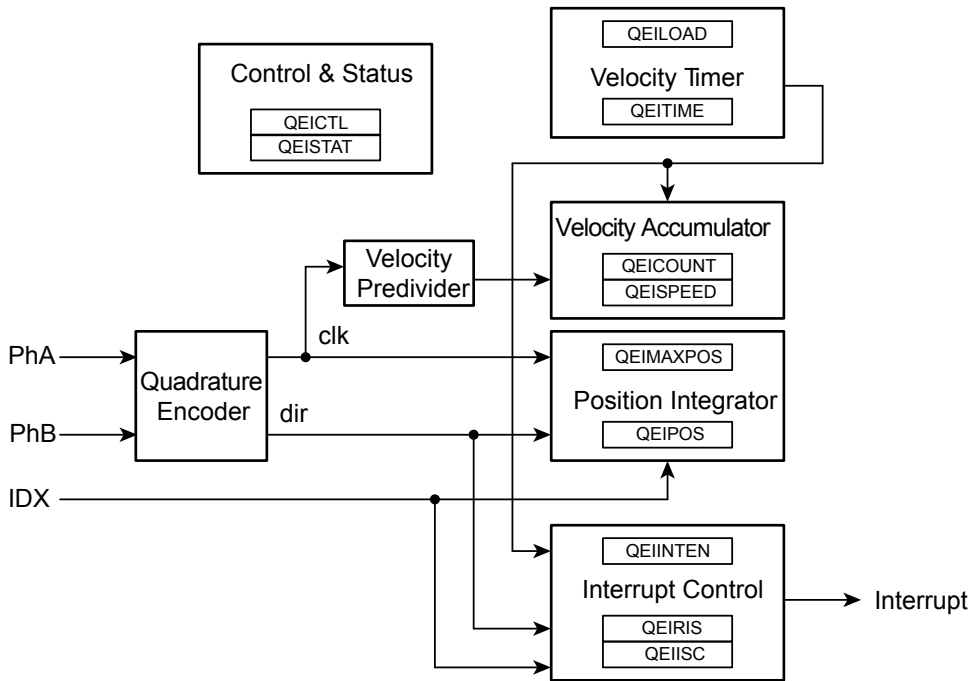 QEILOAD
Velocity Timer
QEITIME
Control & Status
QEICTL
QEISTAT
Velocity Accumulator
QEICOUNT
QEISPEED
Velocity
Predivider
clk
PhA
PhB
IDX
Quadrature
Encoder
dir
QEIMAXPOS
Position Integrator
QEIPOS
QEIINTEN
Interrupt Control
QEIRIS
QEIISC
Interrupt